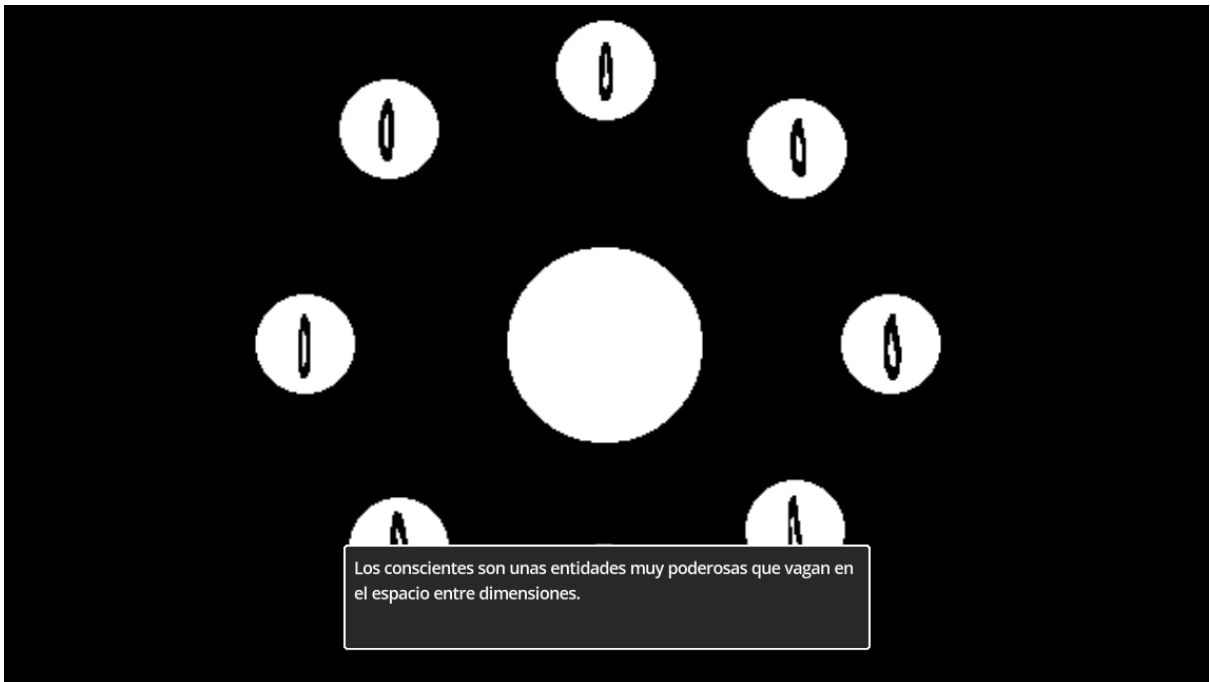 Los conscientes son unas entidades muy poderosas que vagan en
el espacio entre dimensiones.